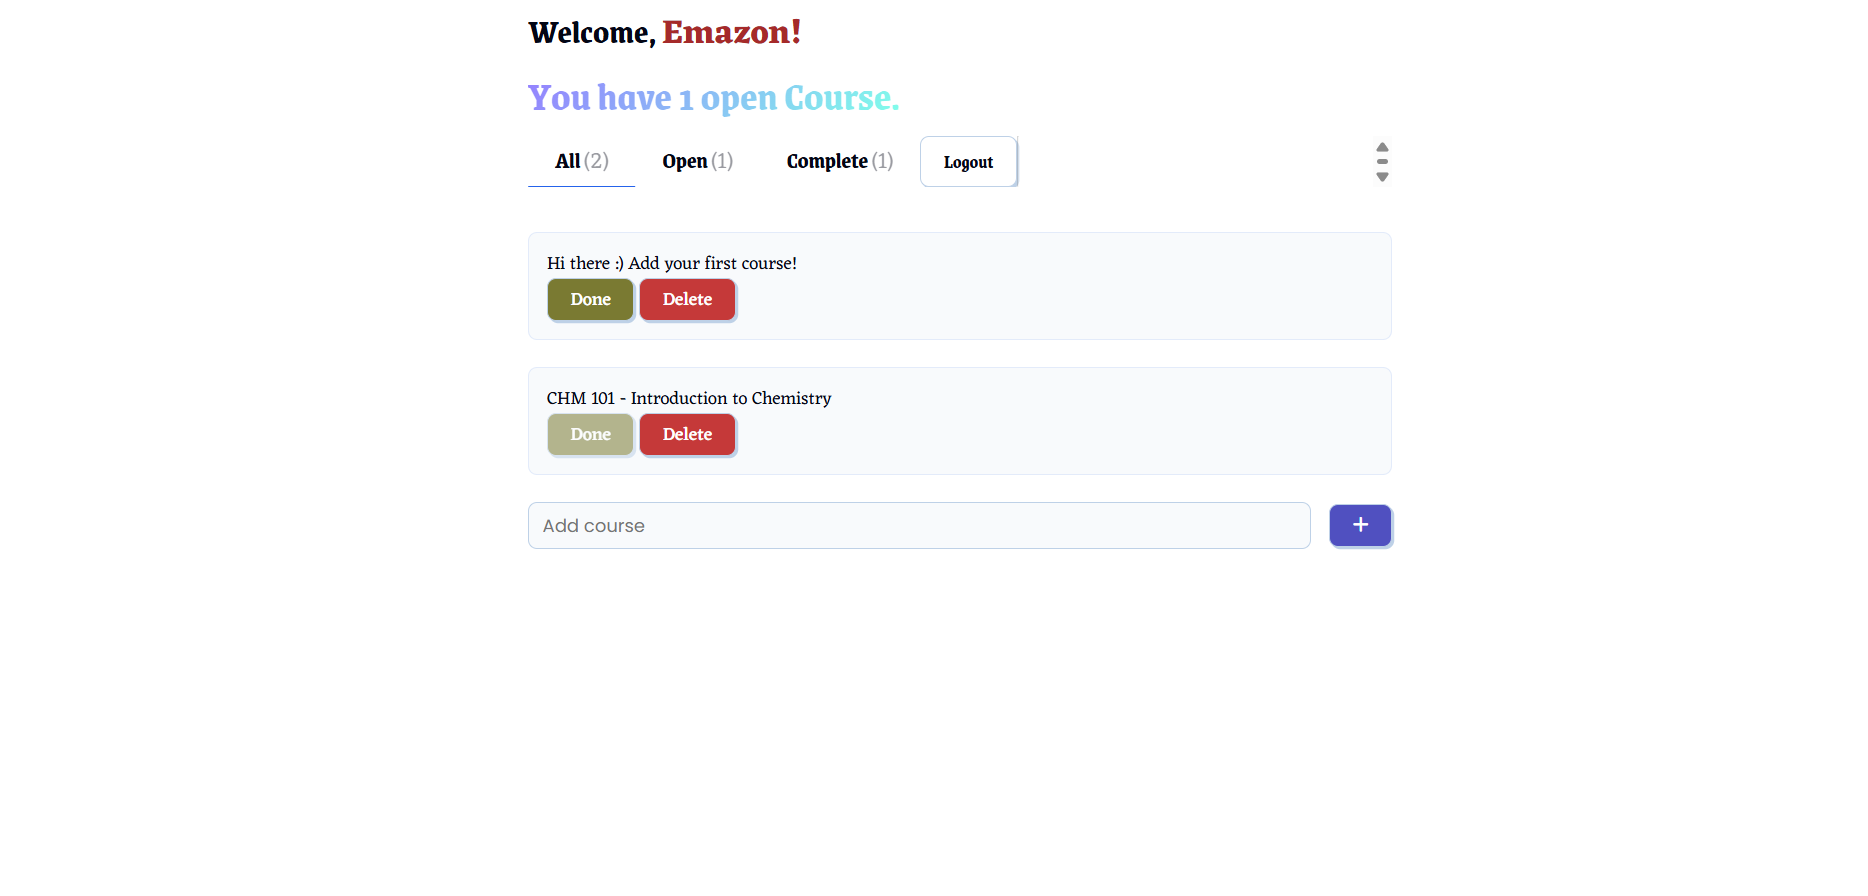 Welcome, Emazon!
You have 1 open Course.
All (2) Open (1) Complete (1) Logout
Hi there :) Add your first course!
Done Delete
CHM 101 - Introduction to Chemistry
Done Delete
Add course +